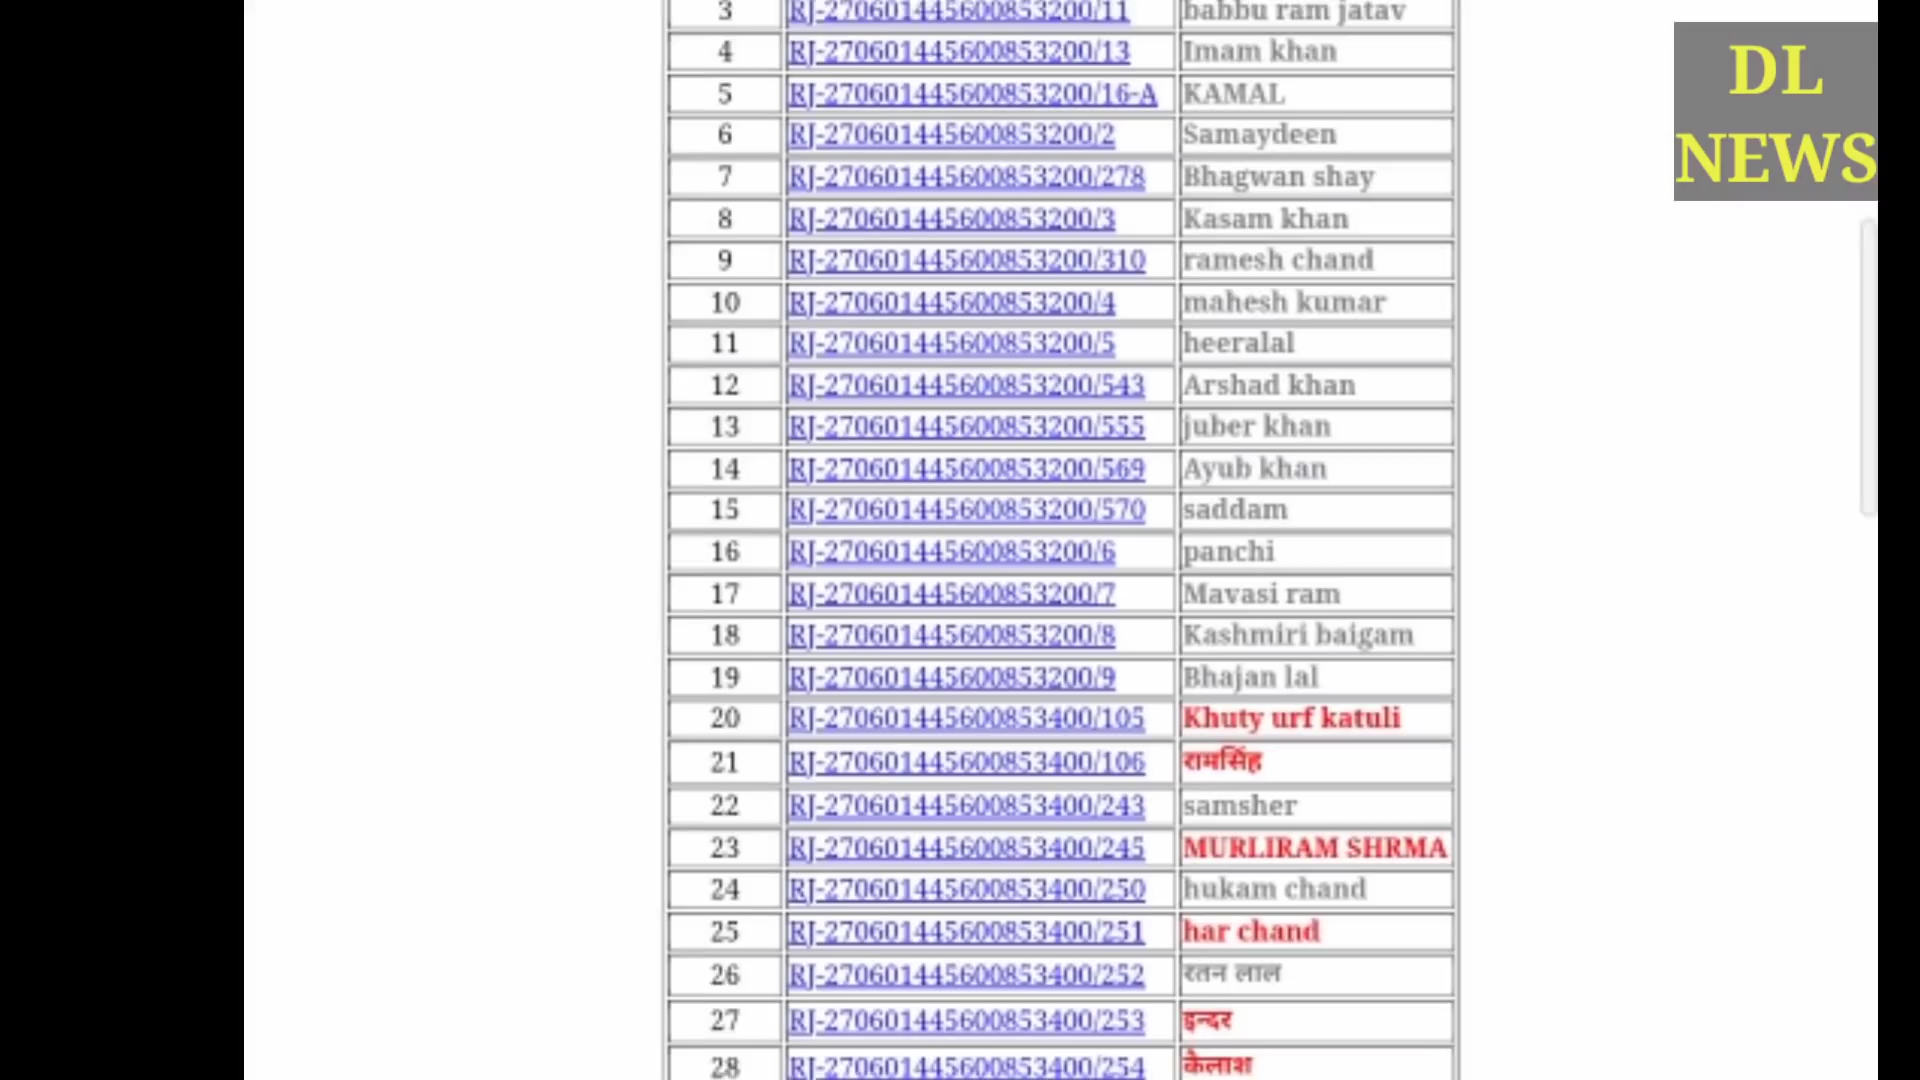 3 RJ-270601445600853200/11 babbu ram jatav
4 RJ-270601445600853200/13 Imam khan
5 RJ-270601445600853200/16-A KAMAL
6 RJ-270601445600853200/2 Samaydeen
7 RJ-270601445600853200/278 Bhagwan shay
8 RJ-270601445600853200/3 Kasam khan
9 RJ-270601445600853200/310 ramesh chand
10 RJ-270601445600853200/4 mahesh kumar
11 RJ-270601445600853200/5 heeralal
12 RJ-270601445600853200/543 Arshad khan
13 RJ-270601445600853200/555 juber khan
14 RJ-270601445600853200/569 Ayub khan
15 RJ-270601445600853200/570 saddam
16 RJ-270601445600853200/6 panchi
17 RJ-270601445600853200/7 Mavasi ram
18 RJ-270601445600853200/8 Kashmiri baigam
19 RJ-270601445600853200/9 Bhajan lal
20 RJ-270601445600853400/105 Khuty urf katuli
21 RJ-270601445600853400/106 रामसिंह
22 RJ-270601445600853400/243 samsher
23 RJ-270601445600853400/245 MURLIRAM SHRMA
24 RJ-270601445600853400/250 hukam chand
25 RJ-270601445600853400/251 har chand
26 RJ-270601445600853400/252 रतन लाल
27 RJ-270601445600853400/253 इन्दर
28 RJ-270601445600853400/254 केलाश
DL
NEWS